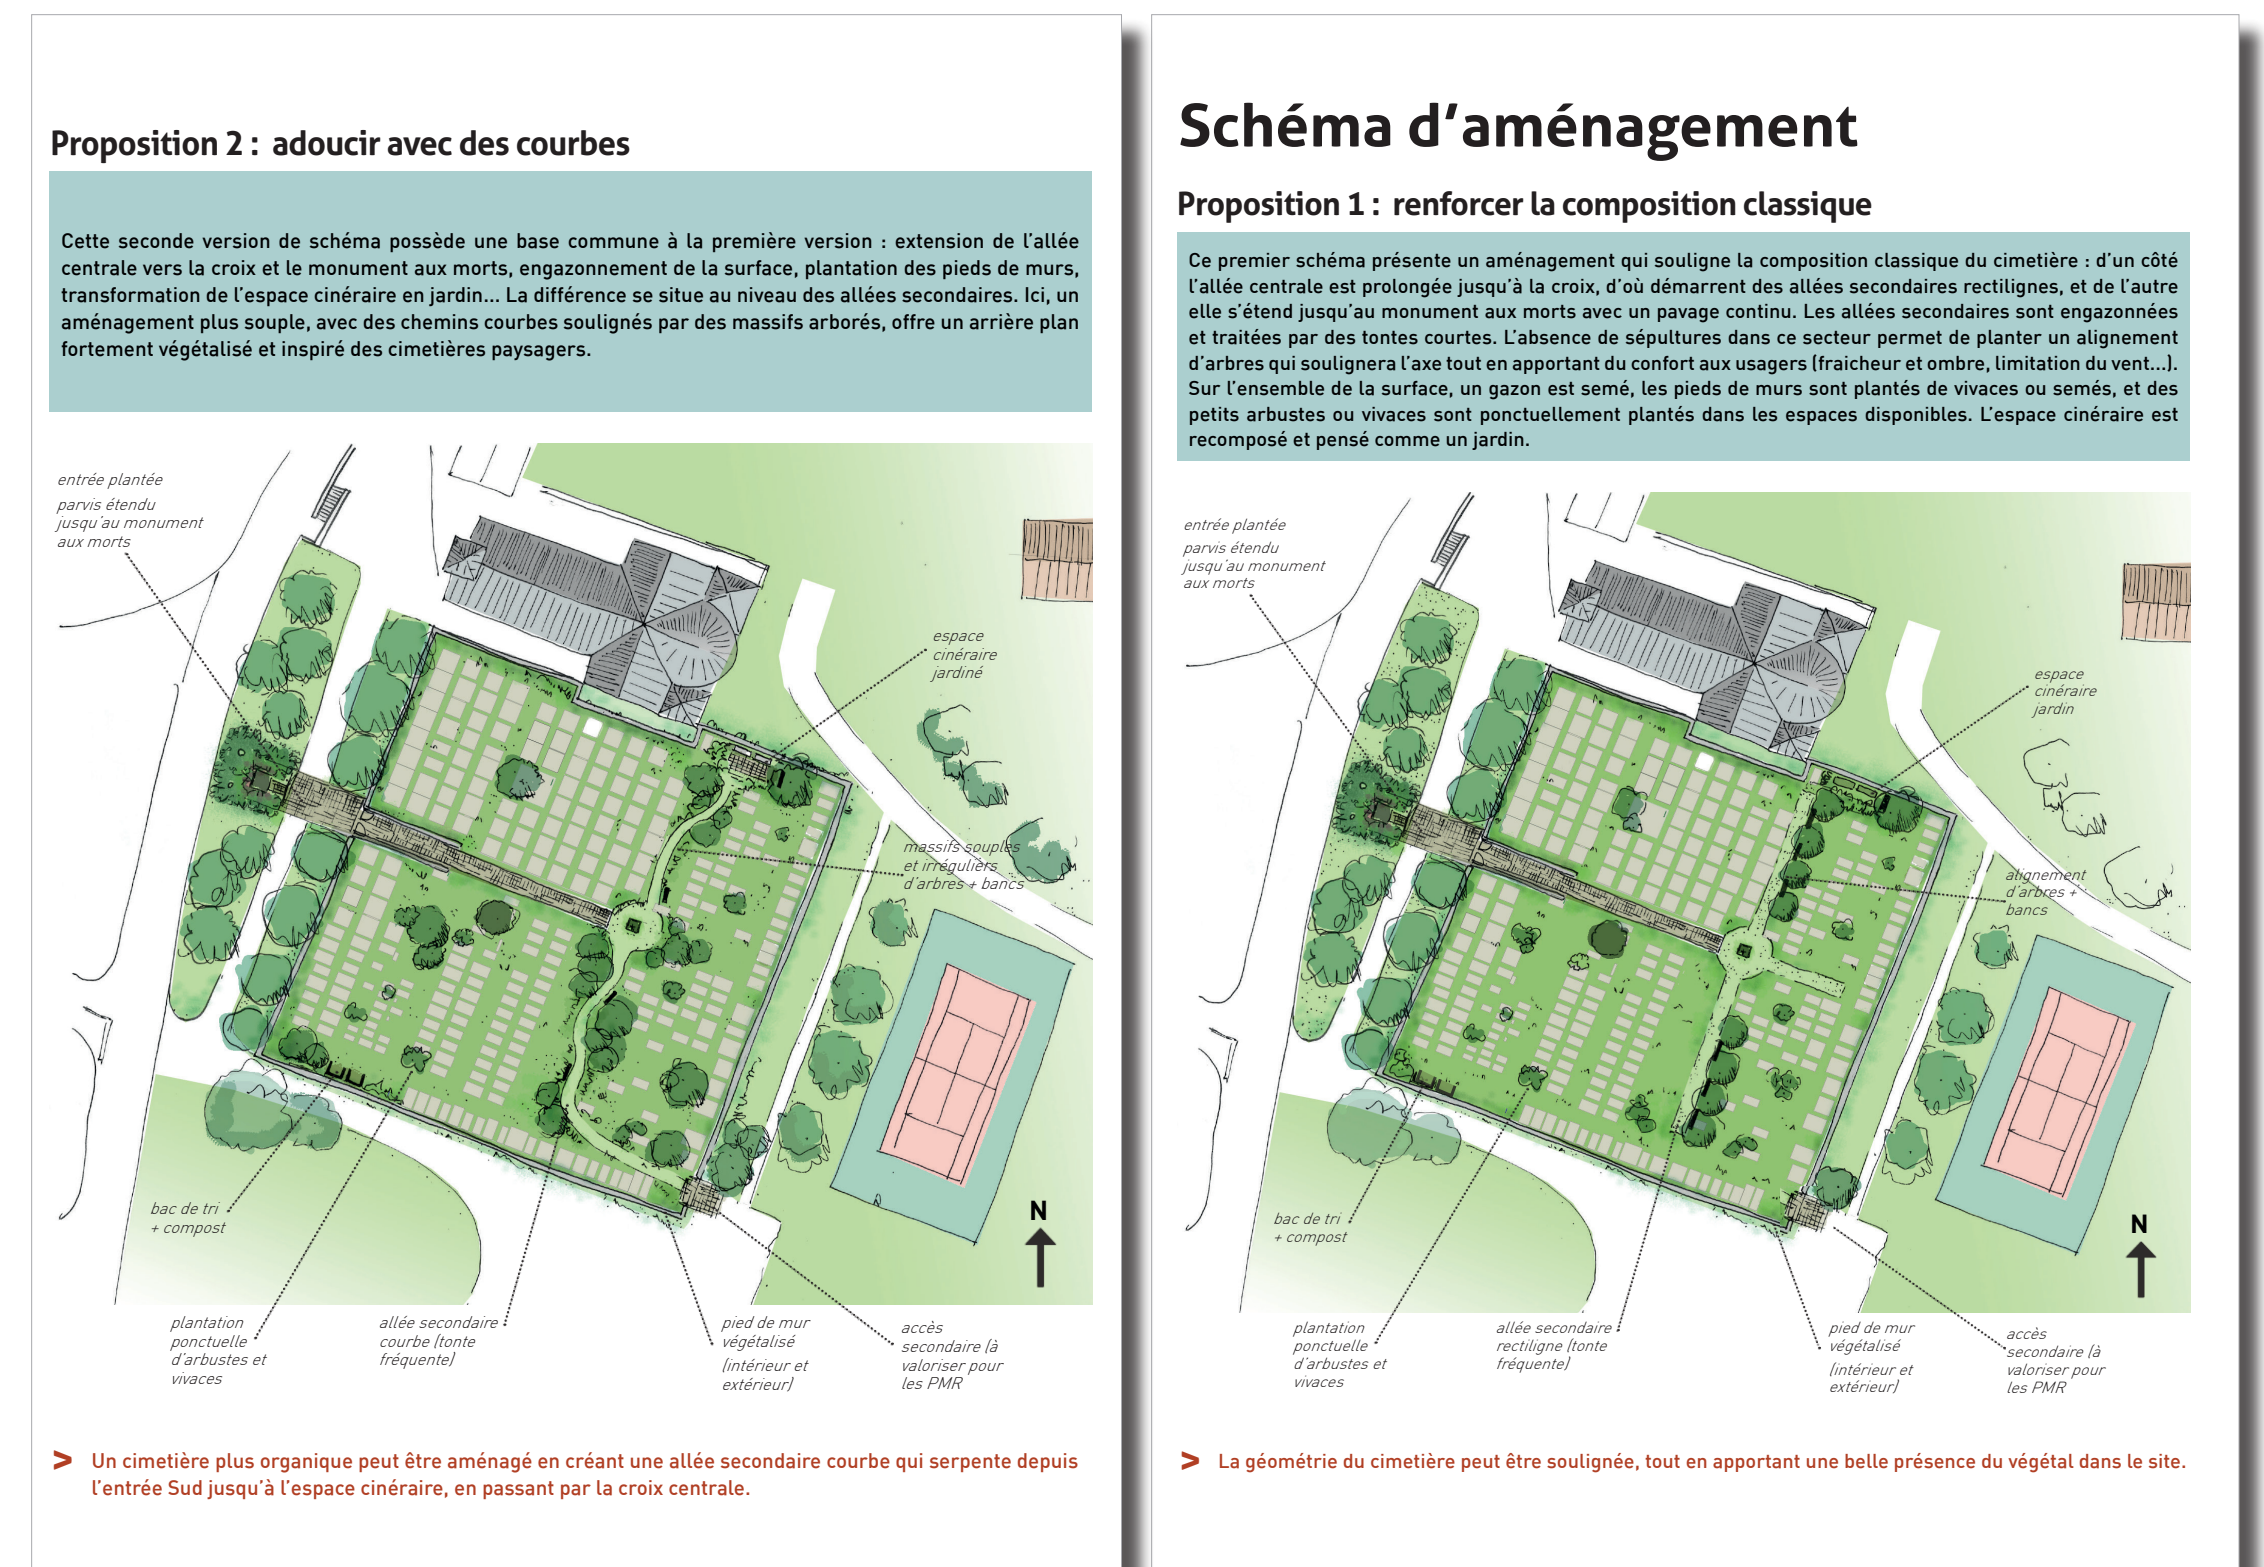 Proposition 2 : adoucir avec des courbes
Cette seconde version de schéma possède une base commune à la première version : extension de l'allée
centrale vers la croix et le monument aux morts, engazonnement de la surface, plantation des pieds de murs,
transformation de l'espace cinéraire en jardin... La différence se situe au niveau des allées secondaires. Ici, un
aménagement plus souple, avec des chemins courbes soulignés par des massifs arborés, offre un arrière plan
fortement végétalisé et inspiré des cimetières paysagers.
entrée plantée
parvis étendu
jusqu'au monument
aux morts
espace
cinéraire
jardiné
massifs souples
et irréguliers
d'arbres + bancs
bac de tri
+ compost
N
plantation
ponctuelle
d'arbustes et
vivaces
allée secondaire
courbe (tonte
fréquente)
pied de mur
végétalisé
(intérieur et
extérieur)
accès
secondaire (à
valoriser pour
les PMR
> Un cimetière plus organique peut être aménagé en créant une allée secondaire courbe qui serpente depuis
l'entrée Sud jusqu'à l'espace cinéraire, en passant par la croix centrale.
Schéma d'aménagement
Proposition 1 : renforcer la composition classique
Ce premier schéma présente un aménagement qui souligne la composition classique du cimetière : d'un côté
l'allée centrale est prolongée jusqu'à la croix, d'où démarrent des allées secondaires rectilignes, et de l'autre
elle s'étend jusqu'au monument aux morts avec un pavage continu. Les allées secondaires sont engazonnées
et traitées par des tontes courtes. L'absence de sépultures dans ce secteur permet de planter un alignement
d'arbres qui soulignera l'axe tout en apportant du confort aux usagers (fraicheur et ombre, limitation du vent...).
Sur l'ensemble de la surface, un gazon est semé, les pieds de murs sont plantés de vivaces ou semés, et des
petits arbustes ou vivaces sont ponctuellement plantés dans les espaces disponibles. L'espace cinéraire est
recomposé et pensé comme un jardin.
entrée plantée
parvis étendu
jusqu'au monument
aux morts
espace
cinéraire
jardin
alignement
d'arbres +
bancs
bac de tri
+ compost
N
plantation
ponctuelle
d'arbustes et
vivaces
allée secondaire
rectiligne (tonte
fréquente)
pied de mur
végétalisé
(intérieur et
extérieur)
accès
secondaire (à
valoriser pour
les PMR
> La géométrie du cimetière peut être soulignée, tout en apportant une belle présence du végétal dans le site.